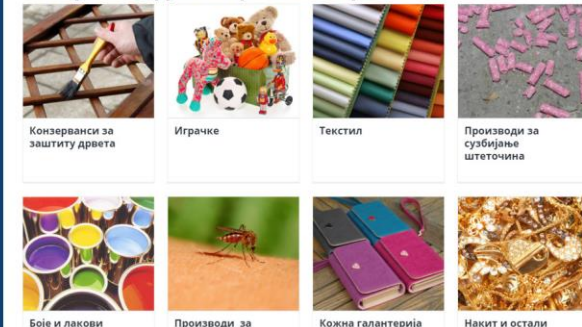 Конзерванси за
заштиту дрвета
Играчке
Текстил
Производи за
сузбијање
штеточина
Боје и лакови
Производи за
Кожна галантерија
Накит и остали